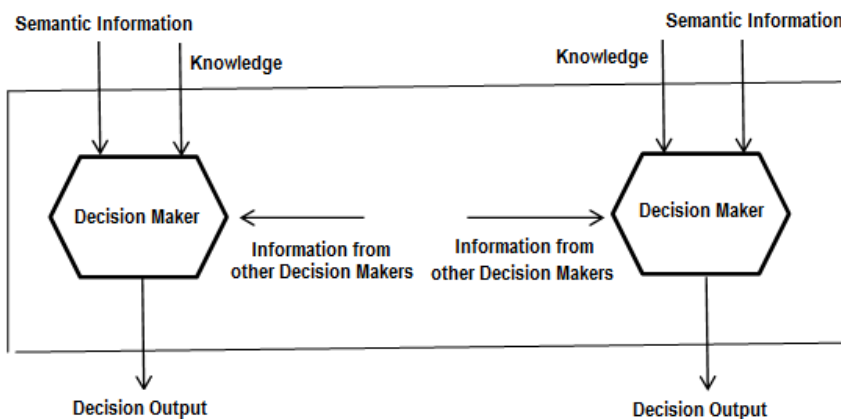 Semantic Information
Semantic Information
Knowledge
Knowledge
Decision Maker
Decision Maker
Information from
other Decision Makers
Information from
other Decision Makers
Decision Output
Decision Output